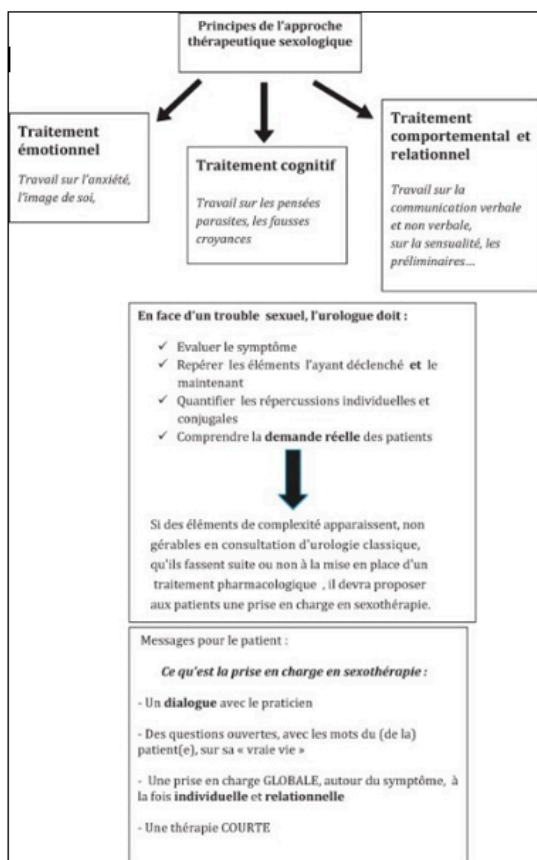 Principes de l'approche
thérapeutique sexologique
Traitement
émotionnel
Travail sur l'anxiété,
l'image de soi,
Traitement cognitif
Travail sur les pensées
parasites, les fausses
croyances
Traitement
comportemental et
relationnel
Travail sur la
communication verbale
et non verbale,
sur la sensualité, les
préliminaires...
En face d'un trouble sexuel, l'urologue doit :
✓ Evaluer le symptôme
✓ Repérer les éléments l'ayant déclenché et le
maintenant
✓ Quantifier les répercussions individuelles et
conjugales
✓ Comprendre la demande réelle des patients
Si des éléments de complexité apparaissent, non
gérables en consultation d'urologie classique,
qu'ils fassent suite ou non à la mise en place d'un
traitement pharmacologique , il devra proposer
aux patients une prise en charge en sexothérapie.
Messages pour le patient :
Ce qu'est la prise en charge en sexothérapie :
- Un dialogue avec le praticien
- Des questions ouvertes, avec les mots du (de la)
patient(e), sur sa « vraie vie »
- Une prise en charge GLOBALE, autour du symptôme, à
la fois individuelle et relationnelle
- Une thérapie COURTE